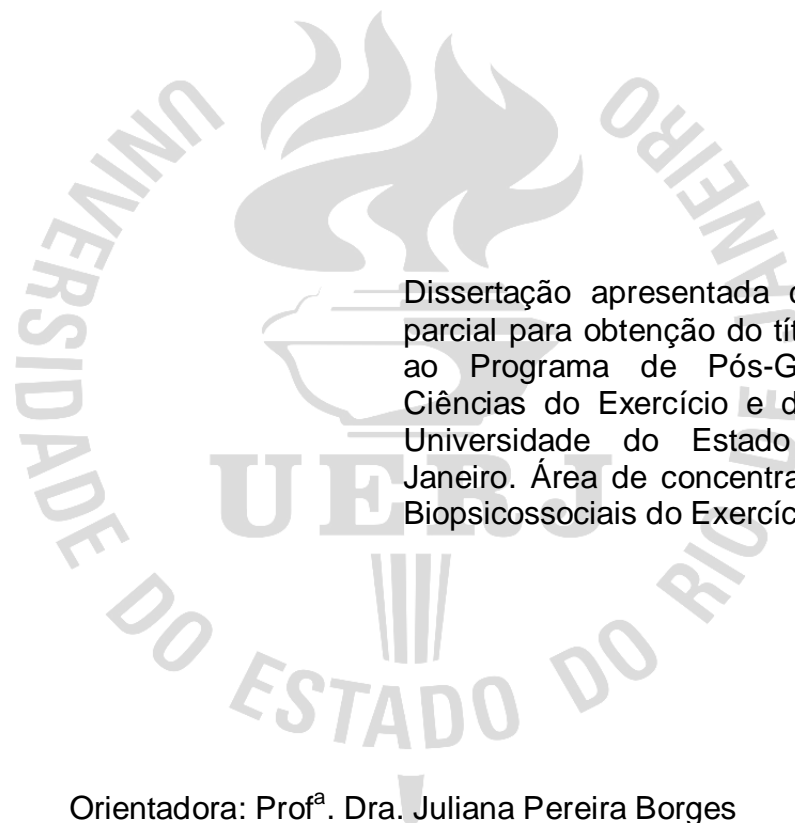 UNIVERSIDADE DO ESTADO DO RIO DE JANEIRO
UERJ
Dissertação apresentada
parcial para obtenção do
ao Programa de Pós-G
Ciências do Exercício e d
Universidade do Estado
Janeiro. Área de concentra
Biopsicossociais do Exercíc
Orientadora: Profª. Dra. Juliana Pereira Borges